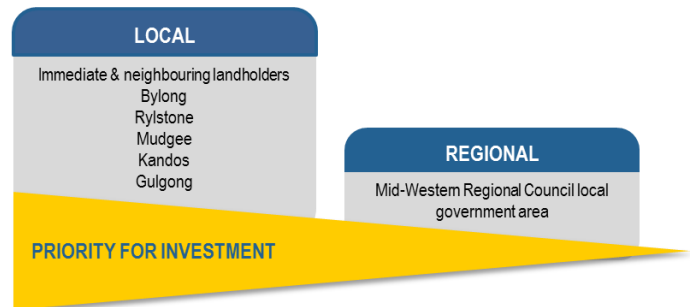 LOCAL
Immediate & neighbouring landholders
Bylong
Rylstone
Mudgee
Kandos
Gulgong
REGIONAL
Mid-Western Regional Council local
government area
PRIORITY FOR INVESTMENT